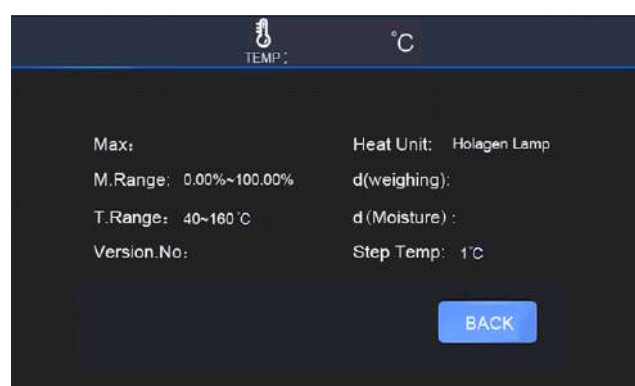 TEMP: °C
Max: Heat Unit: Holagen Lamp
M.Range: 0.00%~100.00% d(weighing):
T.Range: 40~160℃ d(Moisture):
Version.No: Step Temp: 1℃
BACK